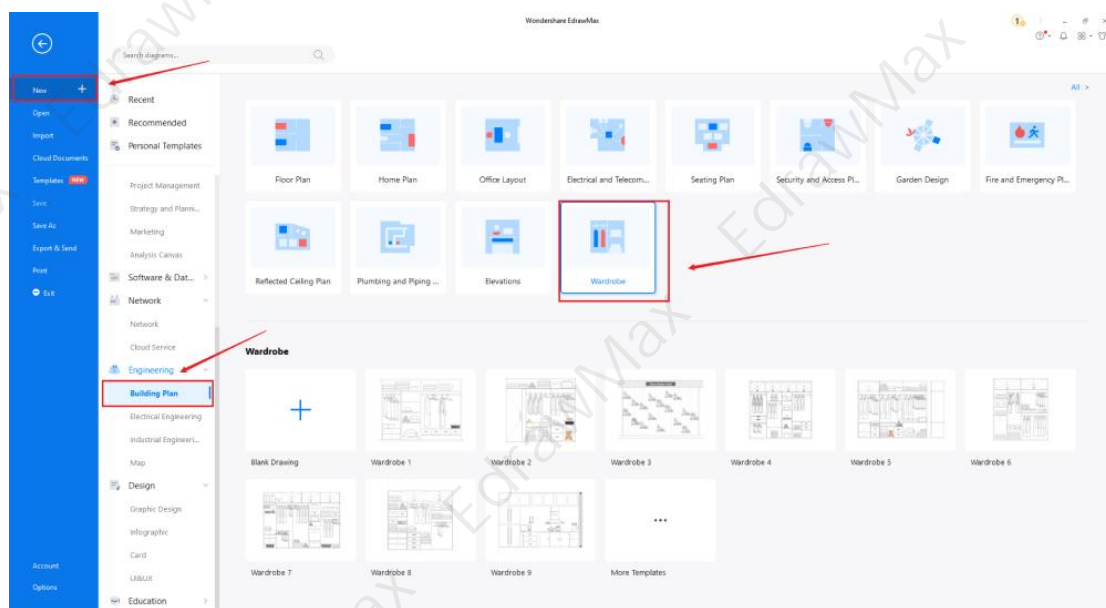 Wondershare EdrawMax
Search diagrams...
New +
Open
Import
Cloud Documents
Templates NEW
Save
Save As
Export & Send
Print
Exit
Account
Options
Recent
Recommended
Personal Templates
Project Management
Strategy and Planni...
Marketing
Analysis Canvas
Software & Dat...
Network
Network
Cloud Service
Engineering
Building Plan
Electrical Engineering
Industrial Engineeri...
Map
Design
Graphic Design
Infographic
Card
UI&UX
Education
All >
Floor Plan
Home Plan
Office Layout
Electrical and Telecom...
Seating Plan
Security and Access Pl...
Garden Design
Fire and Emergency Pl...
Reflected Ceiling Plan
Plumbing and Piping ...
Elevations
Wardrobe
Wardrobe
Blank Drawing
Wardrobe 1
Wardrobe 2
Wardrobe 3
Wardrobe 4
Wardrobe 5
Wardrobe 6
Wardrobe 7
Wardrobe 8
Wardrobe 9
More Templates
EdrawMax
EdrawMax
EdrawMax